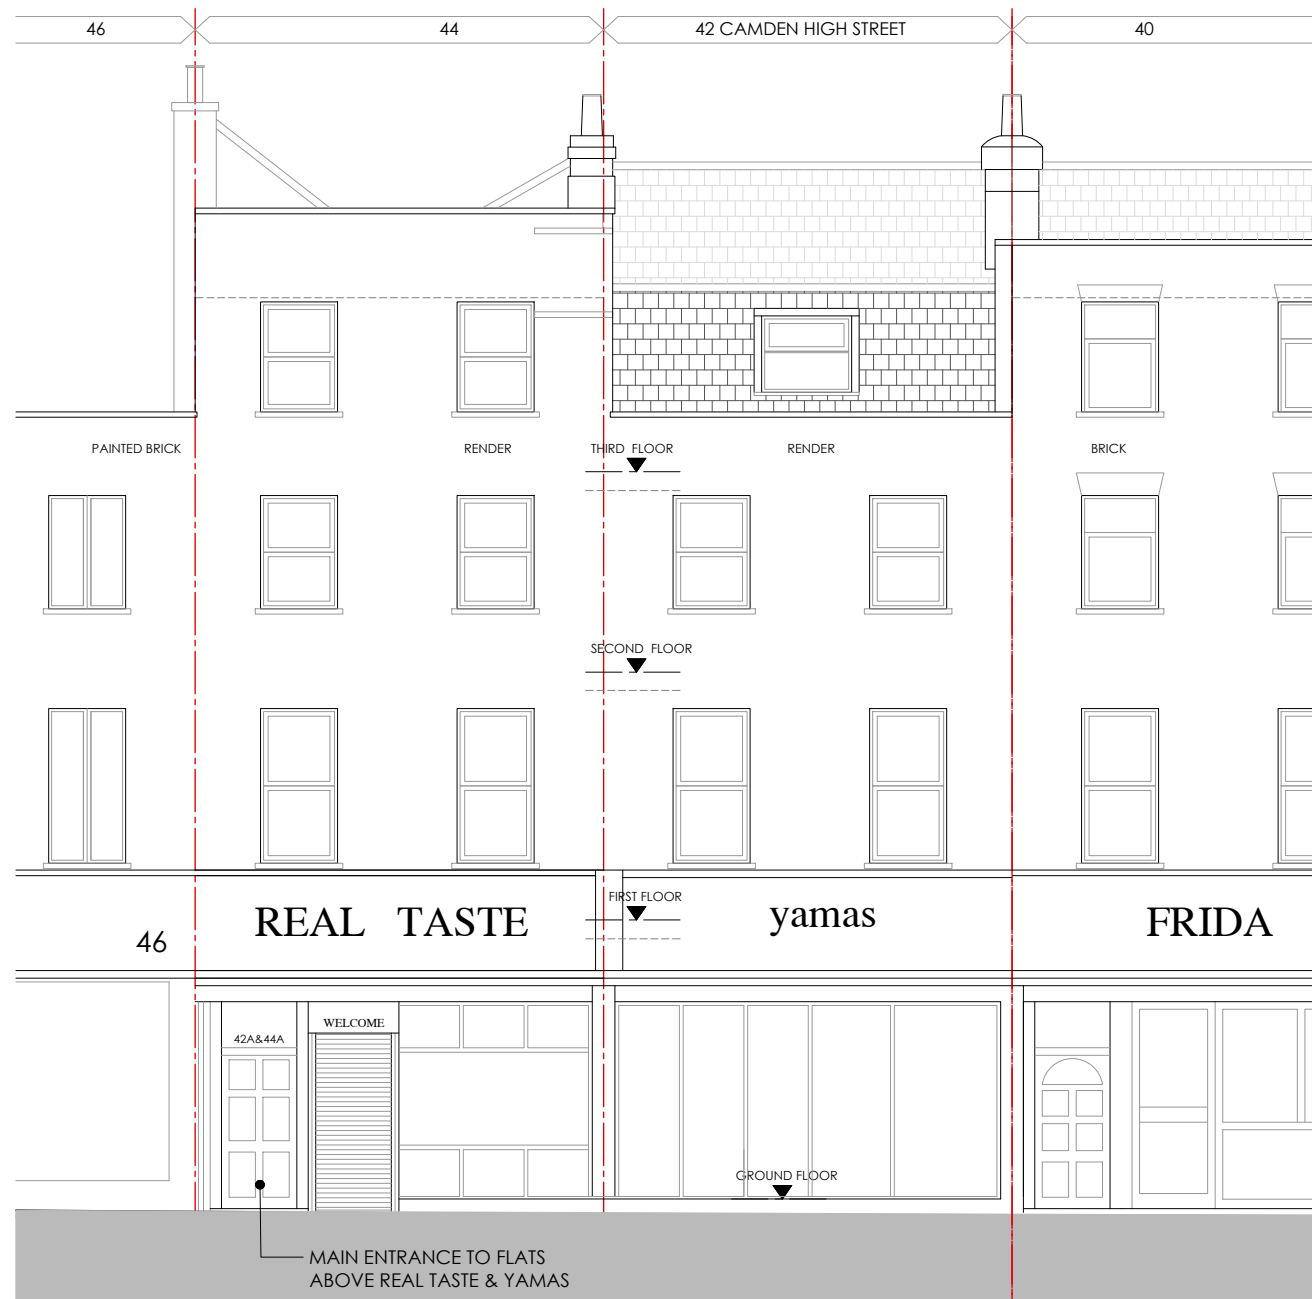 46
44
42 CAMDEN HIGH STREET
40
PAINTED BRICK
RENDER
THIRD FLOOR
RENDER
BRICK
SECOND FLOOR
FIRST FLOOR
REAL TASTE
yamas
FRIDA
46
WELCOME
42A&44A
GROUND FLOOR
MAIN ENTRANCE TO FLATS
ABOVE REAL TASTE & YAMAS